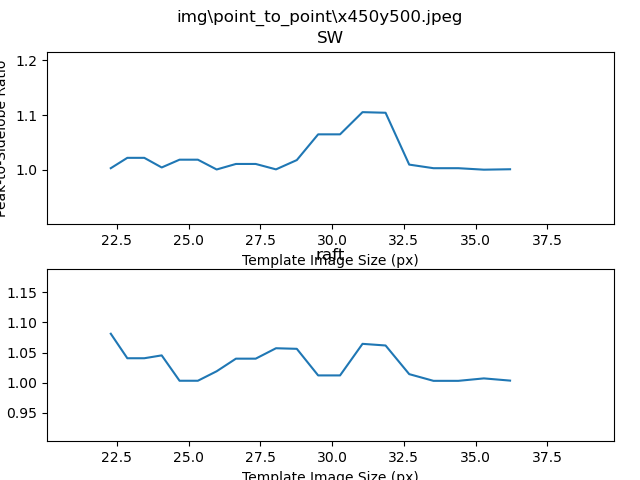 img\point_to_point\x450y500.jpeg
SW
Peak-to-Sidelobe Ratio
1.2
1.1
1.0
22.5 25.0 27.5 30.0 32.5 35.0 37.5
Template Image Size (px)
raft
1.15
1.10
1.05
1.00
0.95
22.5 25.0 27.5 30.0 32.5 35.0 37.5
Template Image Size (px)